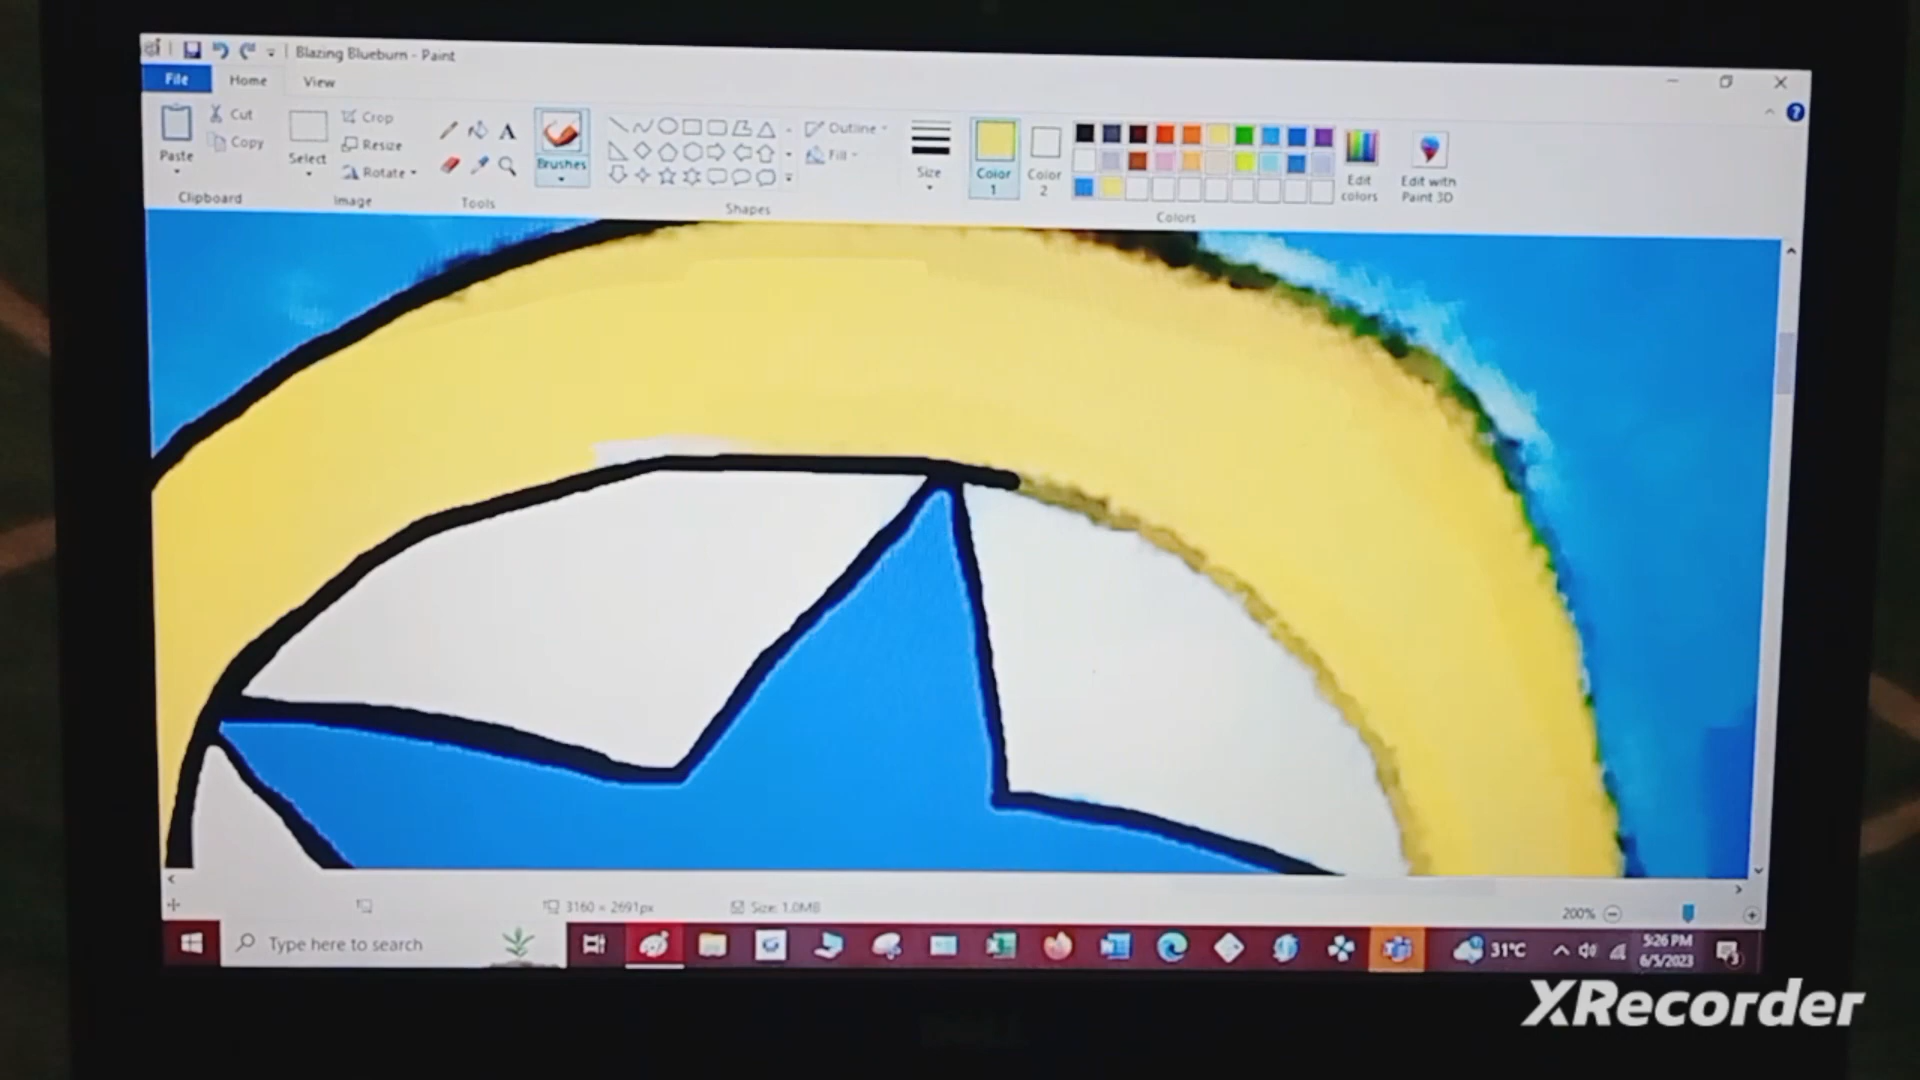 Blazing Blueburn - Paint
File Home View
Paste
Cut
Copy
Clipboard
Select
Crop
Resize
Rotate
Image
Tools
Brushes
Shapes
Outline
Fill
Size
Color 1
Color 2
Colors
Edit colors
Edit with Paint 3D
3160 × 2691px
Size: 1.0MB
200%
Type here to search
31°C
5:26 PM
6/5/2023
XRecorder